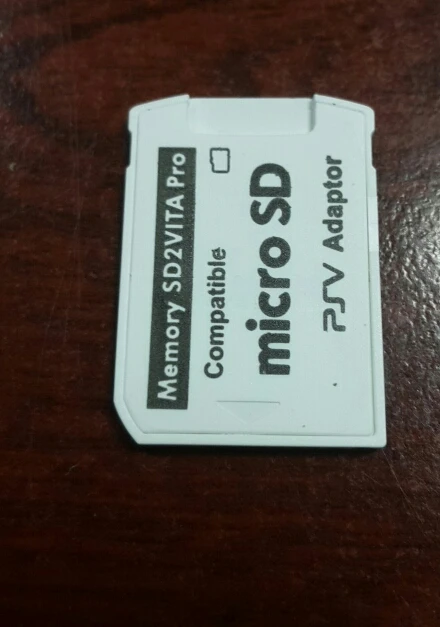 Memory SD2VITA Pro
Compatible
micro SD
PSV Adaptor